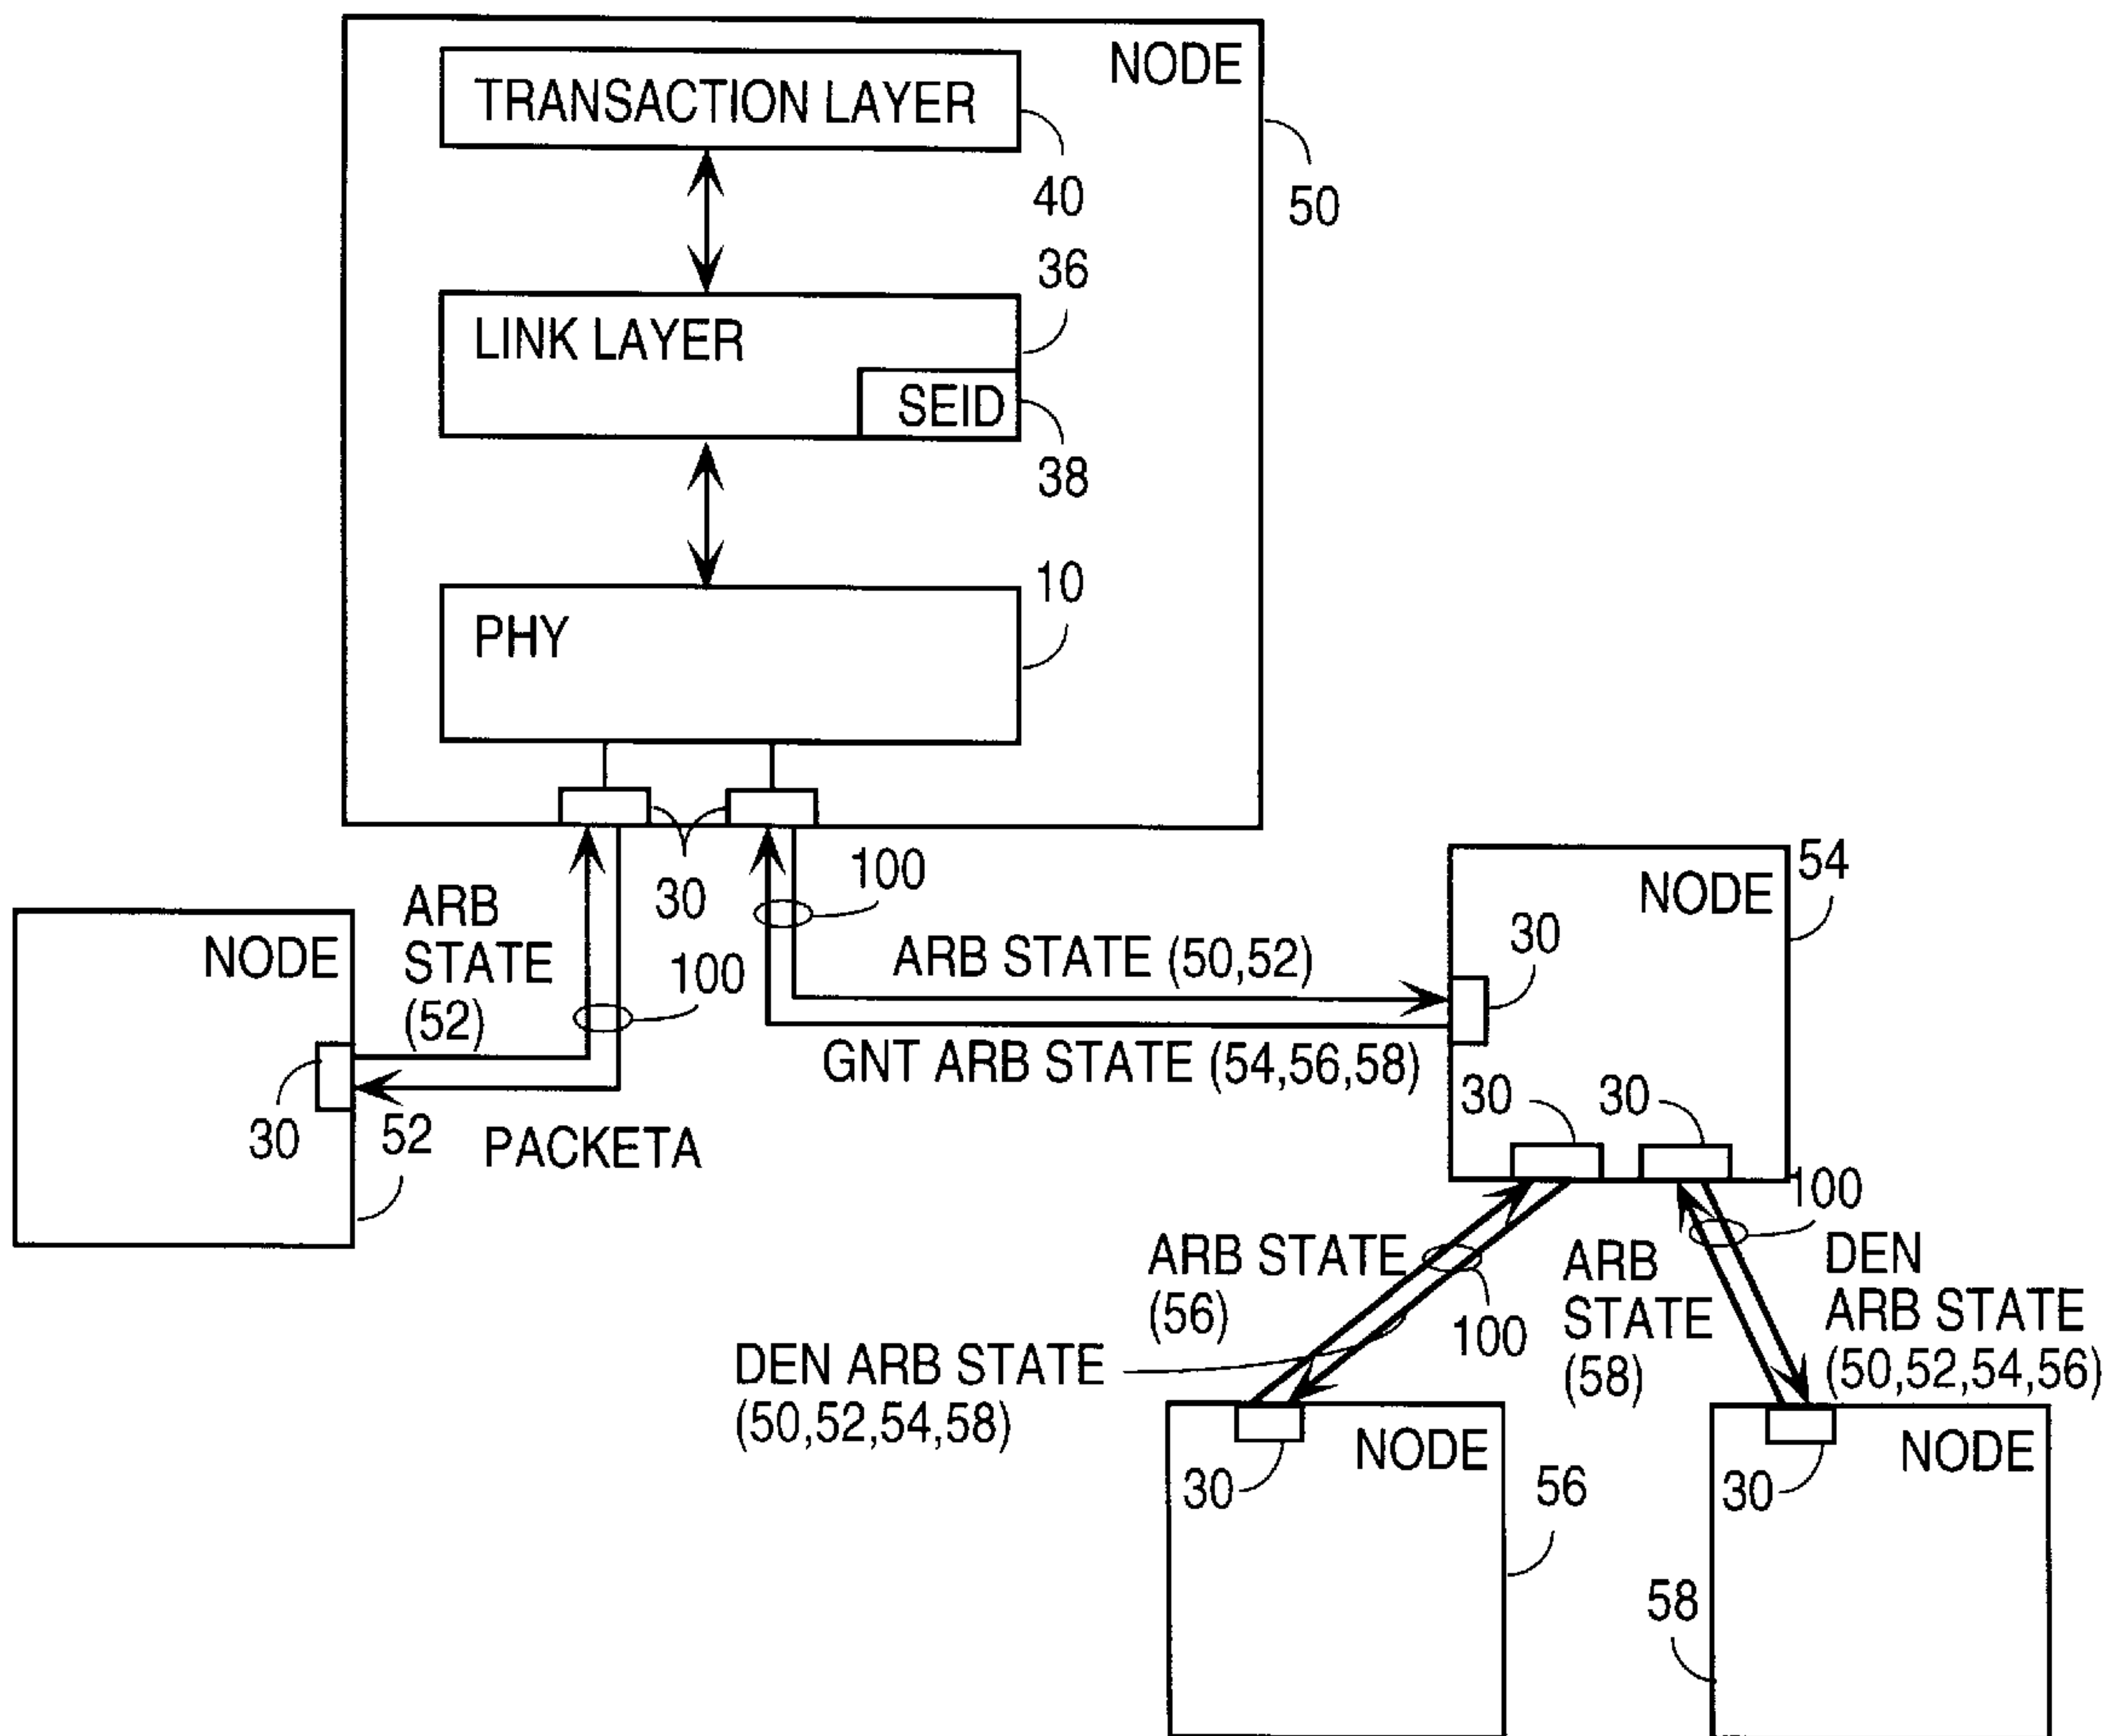 NODE
TRANSACTION LAYER
40
50
36
LINK LAYER
SEID
38
10
PHY
30
100
ARB
STATE
(52)
100
NODE
30
52
PACKETA
ARB STATE (50,52)
GNT ARB STATE (54,56,58)
54
NODE
30
30
30
100
ARB STATE
(56)
100
ARB
STATE
(58)
DEN
ARB STATE
(50,52,54,56)
DEN ARB STATE
(50,52,54,58)
NODE
30
56
NODE
30
58